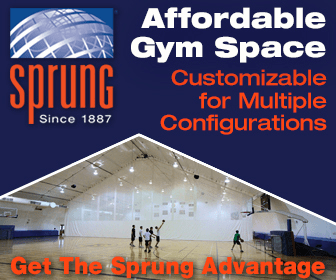 Affordable
Gym Space
sprung
Since 1887
Customizable
for Multiple
Configurations
Get The Sprung Advantage